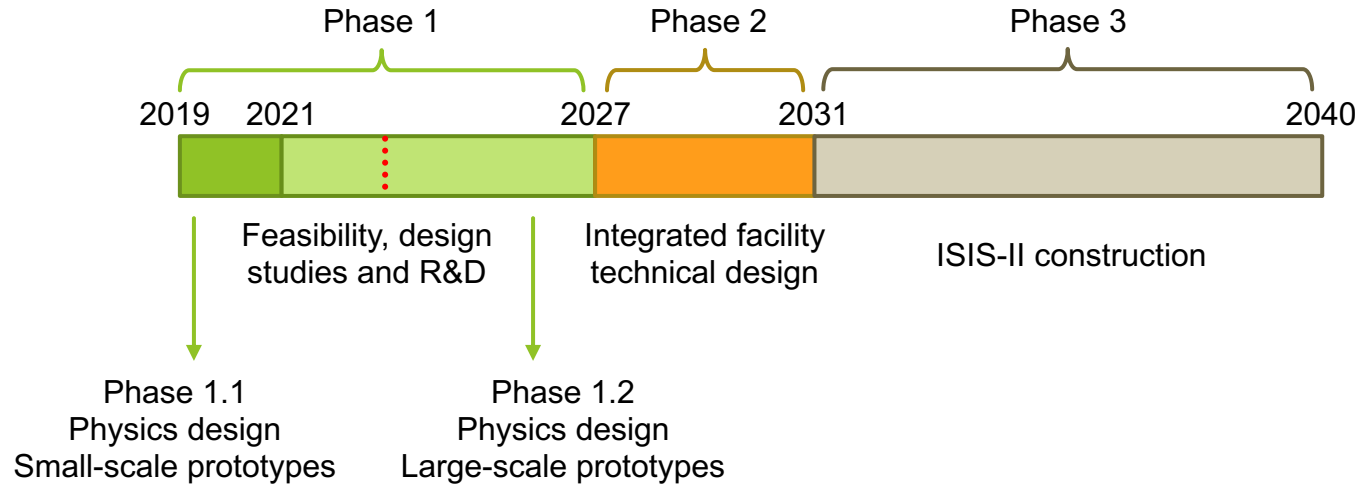 Phase 1
Phase 2
Phase 3
2019
2021
2027
2031
2040
Feasibility, design
studies and R&D
Integrated facility
technical design
ISIS-II construction
Phase 1.1
Physics design
Small-scale prototypes
Phase 1.2
Physics design
Large-scale prototypes